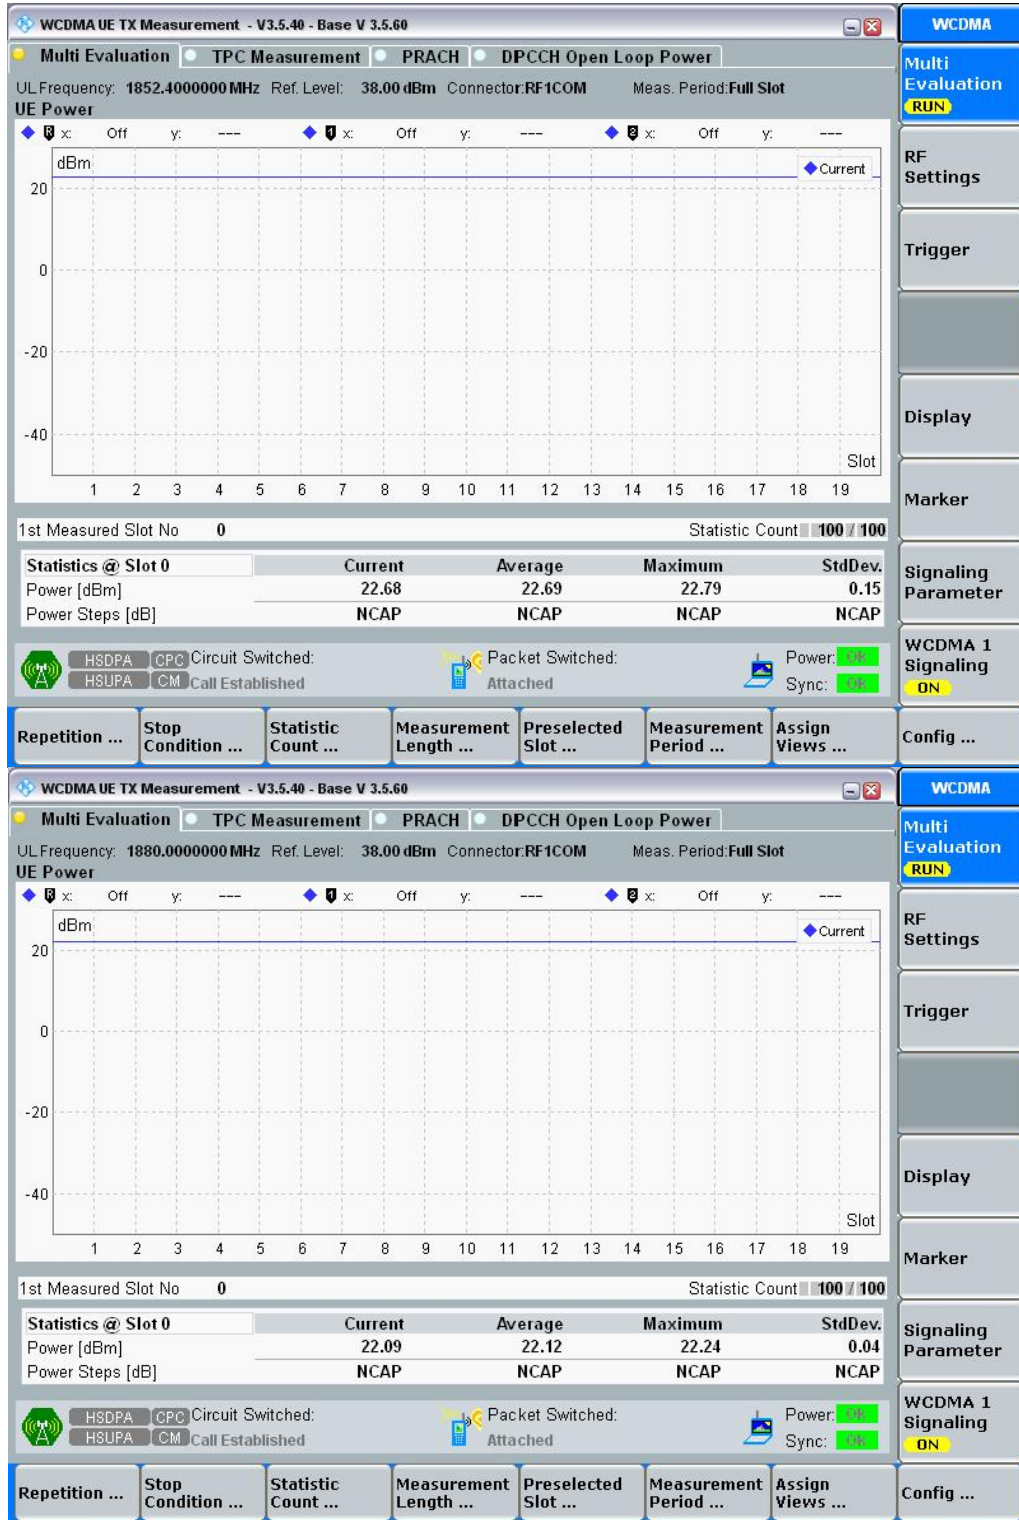 WCDMA UE TX Measurement - V3.5.40 - Base V 3.5.60
WCDMA
Multi Evaluation TPC Measurement PRACH DPCCH Open Loop Power
UL Frequency: 1852.4000000 MHz Ref. Level: 38.00 dBm Connector:RF1COM Meas. Period:Full Slot
UE Power
R x: Off y: --- 1 x: Off y: --- 2 x: Off y: ---
dBm
Current
20
0
-20
-40
Slot
1 2 3 4 5 6 7 8 9 10 11 12 13 14 15 16 17 18 19
1st Measured Slot No 0 Statistic Count 100 / 100
Statistics @ Slot 0 Current Average Maximum StdDev.
Power [dBm] 22.68 22.69 22.79 0.15
Power Steps [dB] NCAP NCAP NCAP NCAP
HSDPA CPC Circuit Switched: Packet Switched: Power: Ok
HSUPA CM Call Established Attached Sync: Ok
Multi
Evaluation
RUN
RF
Settings
Trigger
Display
Marker
Signaling
Parameter
WCDMA 1
Signaling
ON
Repetition ... Stop Condition ... Statistic Count ... Measurement Length ... Preselected Slot ... Measurement Period ... Assign Views ... Config ...
WCDMA UE TX Measurement - V3.5.40 - Base V 3.5.60
WCDMA
Multi Evaluation TPC Measurement PRACH DPCCH Open Loop Power
UL Frequency: 1880.0000000 MHz Ref. Level: 38.00 dBm Connector:RF1COM Meas. Period:Full Slot
UE Power
R x: Off y: --- 1 x: Off y: --- 2 x: Off y: ---
dBm
Current
20
0
-20
-40
Slot
1 2 3 4 5 6 7 8 9 10 11 12 13 14 15 16 17 18 19
1st Measured Slot No 0 Statistic Count 100 / 100
Statistics @ Slot 0 Current Average Maximum StdDev.
Power [dBm] 22.09 22.12 22.24 0.04
Power Steps [dB] NCAP NCAP NCAP NCAP
HSDPA CPC Circuit Switched: Packet Switched: Power: Ok
HSUPA CM Call Established Attached Sync: Ok
Multi
Evaluation
RUN
RF
Settings
Trigger
Display
Marker
Signaling
Parameter
WCDMA 1
Signaling
ON
Repetition ... Stop Condition ... Statistic Count ... Measurement Length ... Preselected Slot ... Measurement Period ... Assign Views ... Config ...